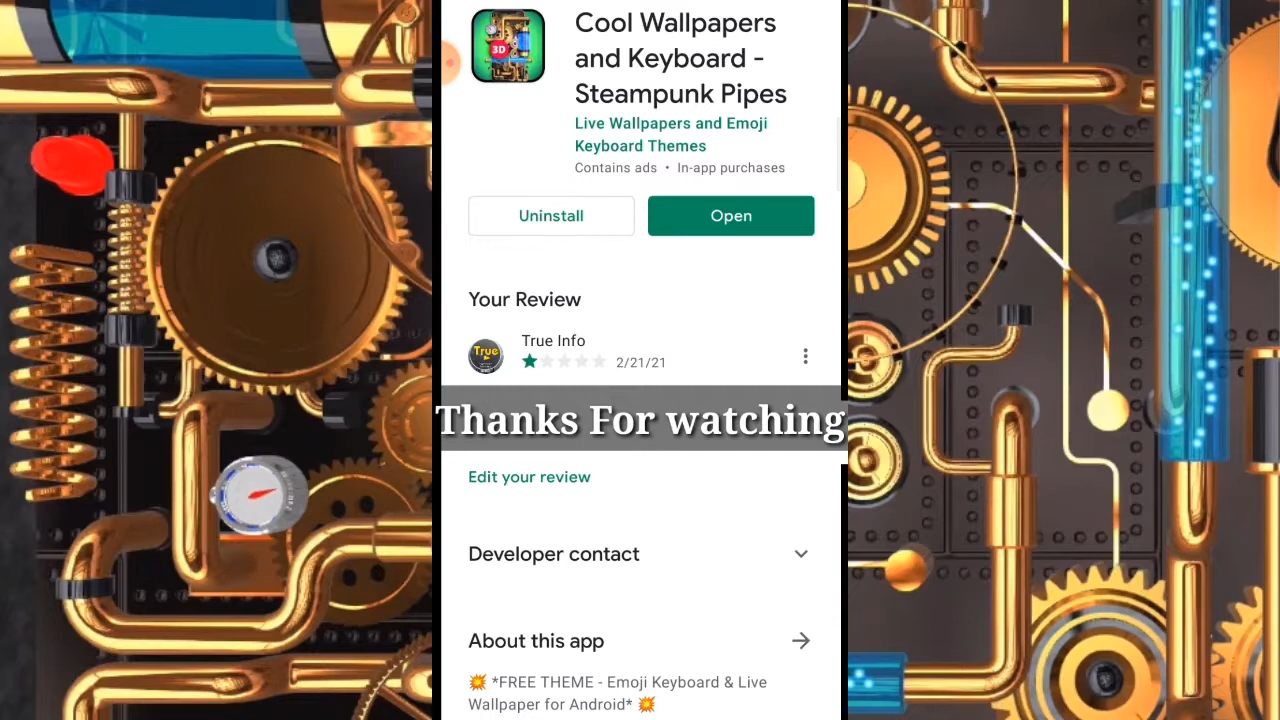 3D
Cool Wallpapers
and Keyboard -
Steampunk Pipes
Live Wallpapers and Emoji
Keyboard Themes
Contains ads • In-app purchases
Uninstall
Open
Your Review
True Info
True
2/21/21
Thanks For watching
Edit your review
Developer contact
About this app
💥 *FREE THEME - Emoji Keyboard & Live
Wallpaper for Android* 💥